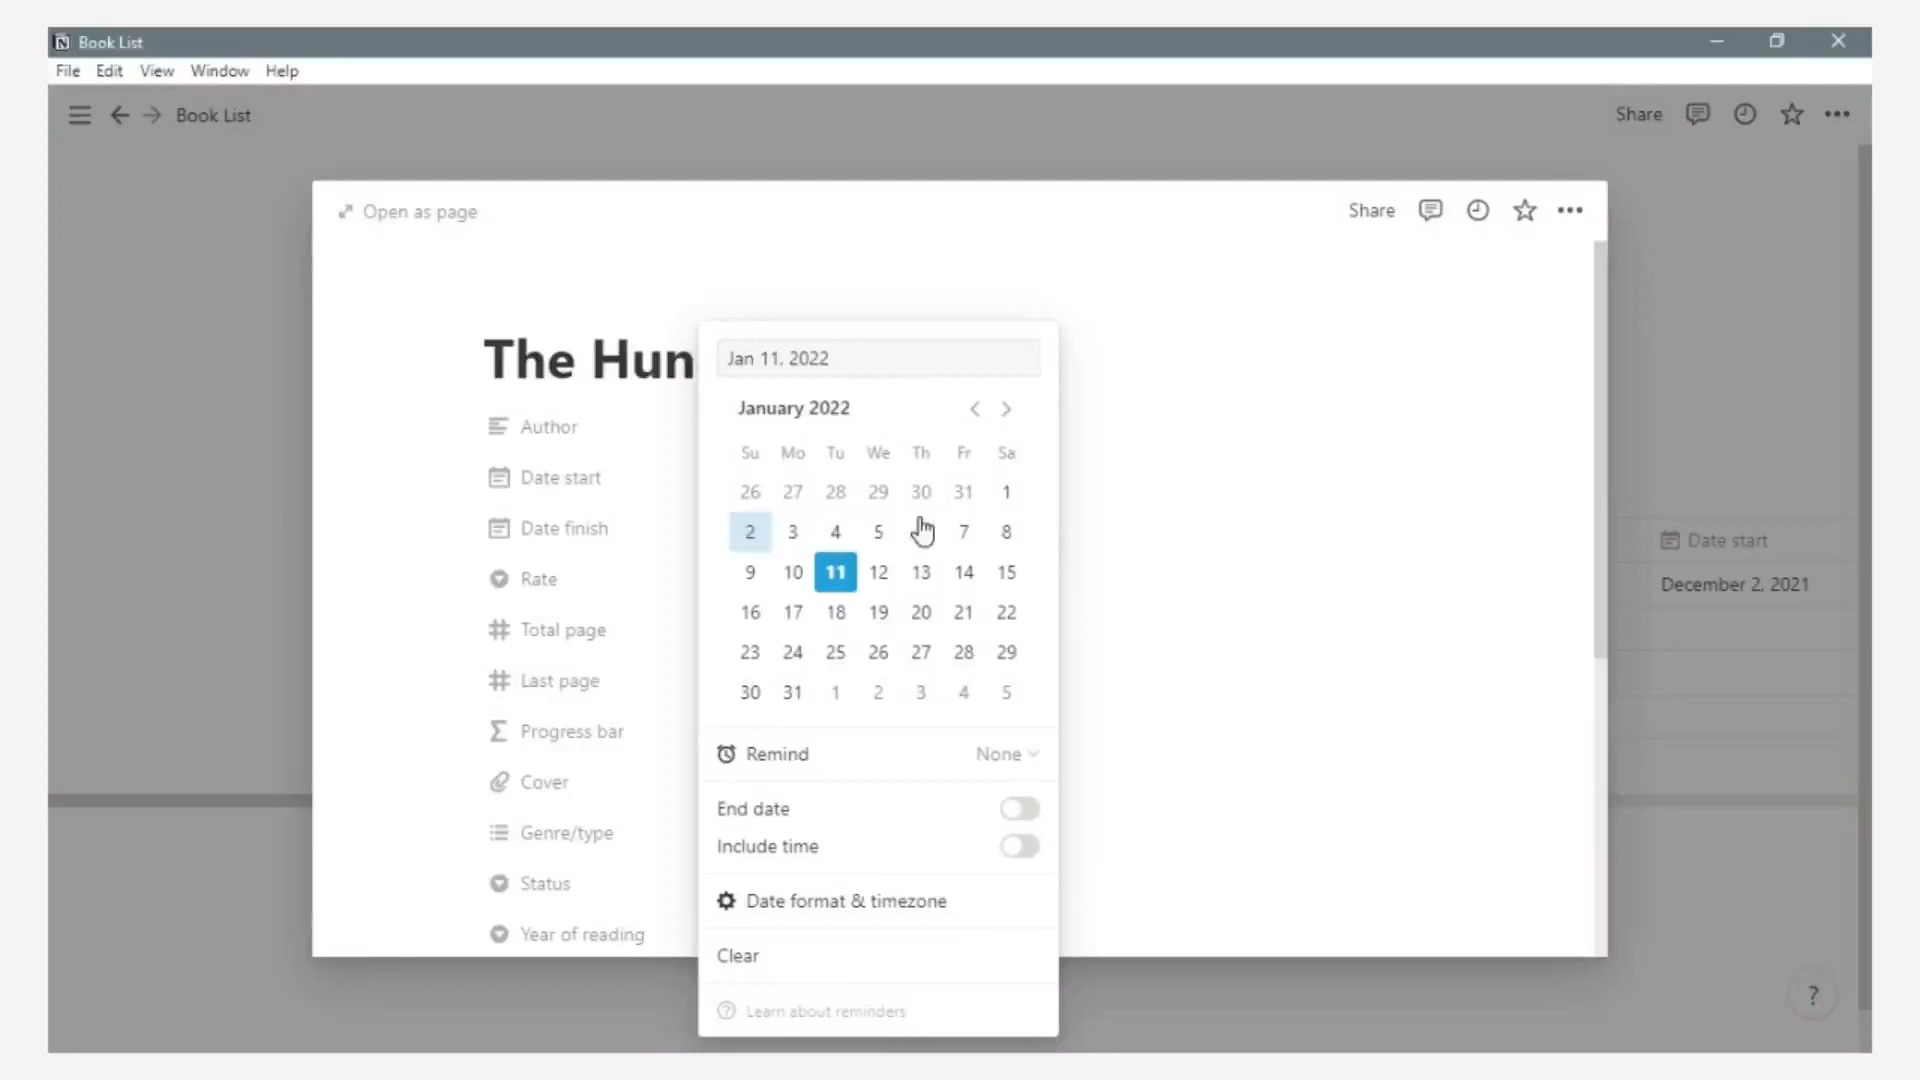 Book List
File Edit View Window Help
Book List
Share
Open as page
Share
The Hun
Author
Date start
Date finish
Rate
Total page
Last page
Progress bar
Cover
Genre/type
Status
Year of reading
Jan 11, 2022
January 2022
Su Mo Tu We Th Fr Sa
26 27 28 29 30 31 1
2 3 4 5 7 8
9 10 11 12 13 14 15
16 17 18 19 20 21 22
23 24 25 26 27 28 29
30 31 1 2 3 4 5
Remind None
End date
Include time
Date format & timezone
Clear
Learn about reminders
Date start
December 2, 2021
?